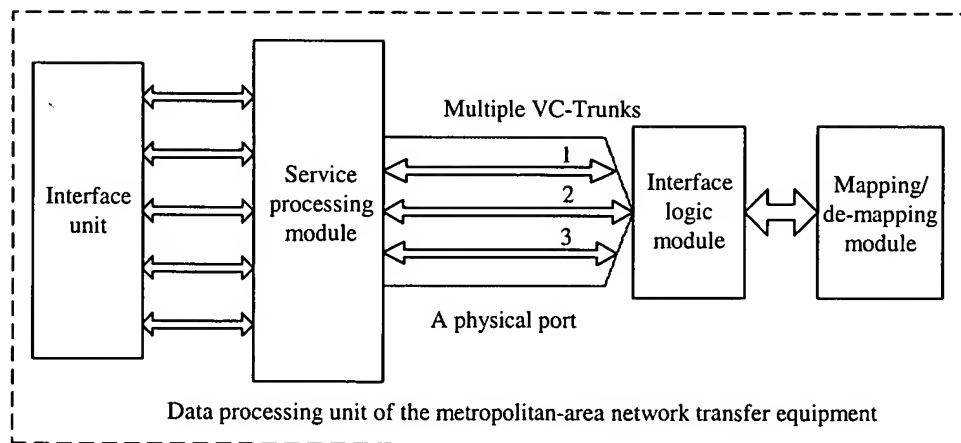 Multiple VC-Trunks
Interface
unit
Service
processing
module
1
2
3
Interface
logic
module
Mapping/
de-mapping
module
A physical port
Data processing unit of the metropolitan-area network transfer equipment